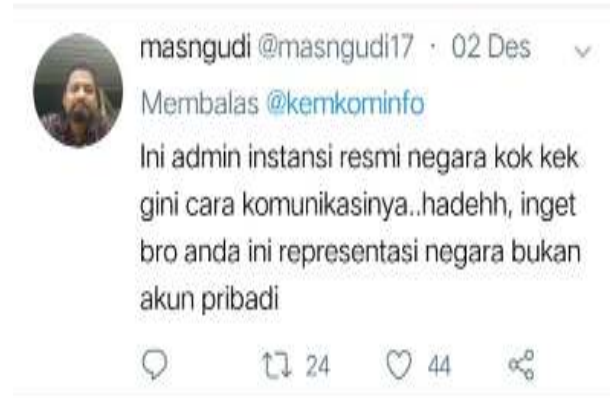 masngudi @masngudi17 · 02 Des
Membalas @kemkominfo
Ini admin instansi resmi negara kok kek
gini cara komunikasinya..hadehh, inget
bro anda ini representasi negara bukan
akun pribadi
24 44